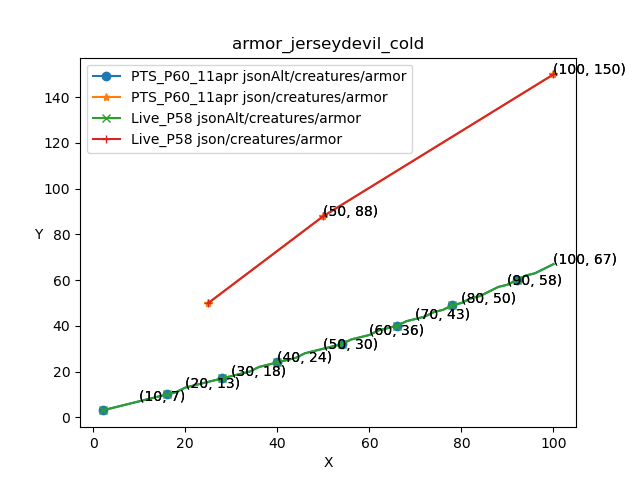 armor_jerseydevil_cold
PTS_P60_11apr jsonAlt/creatures/armor
PTS_P60_11apr json/creatures/armor
Live_P58 jsonAlt/creatures/armor
Live_P58 json/creatures/armor
(100, 150)
(50, 88)
(100, 67)
(90, 58)
(80, 50)
(70, 43)
(60, 36)
(50, 30)
(40, 24)
(30, 18)
(20, 13)
(10, 7)
Y
140
120
100
80
60
40
20
0
0 20 40 60 80 100
X